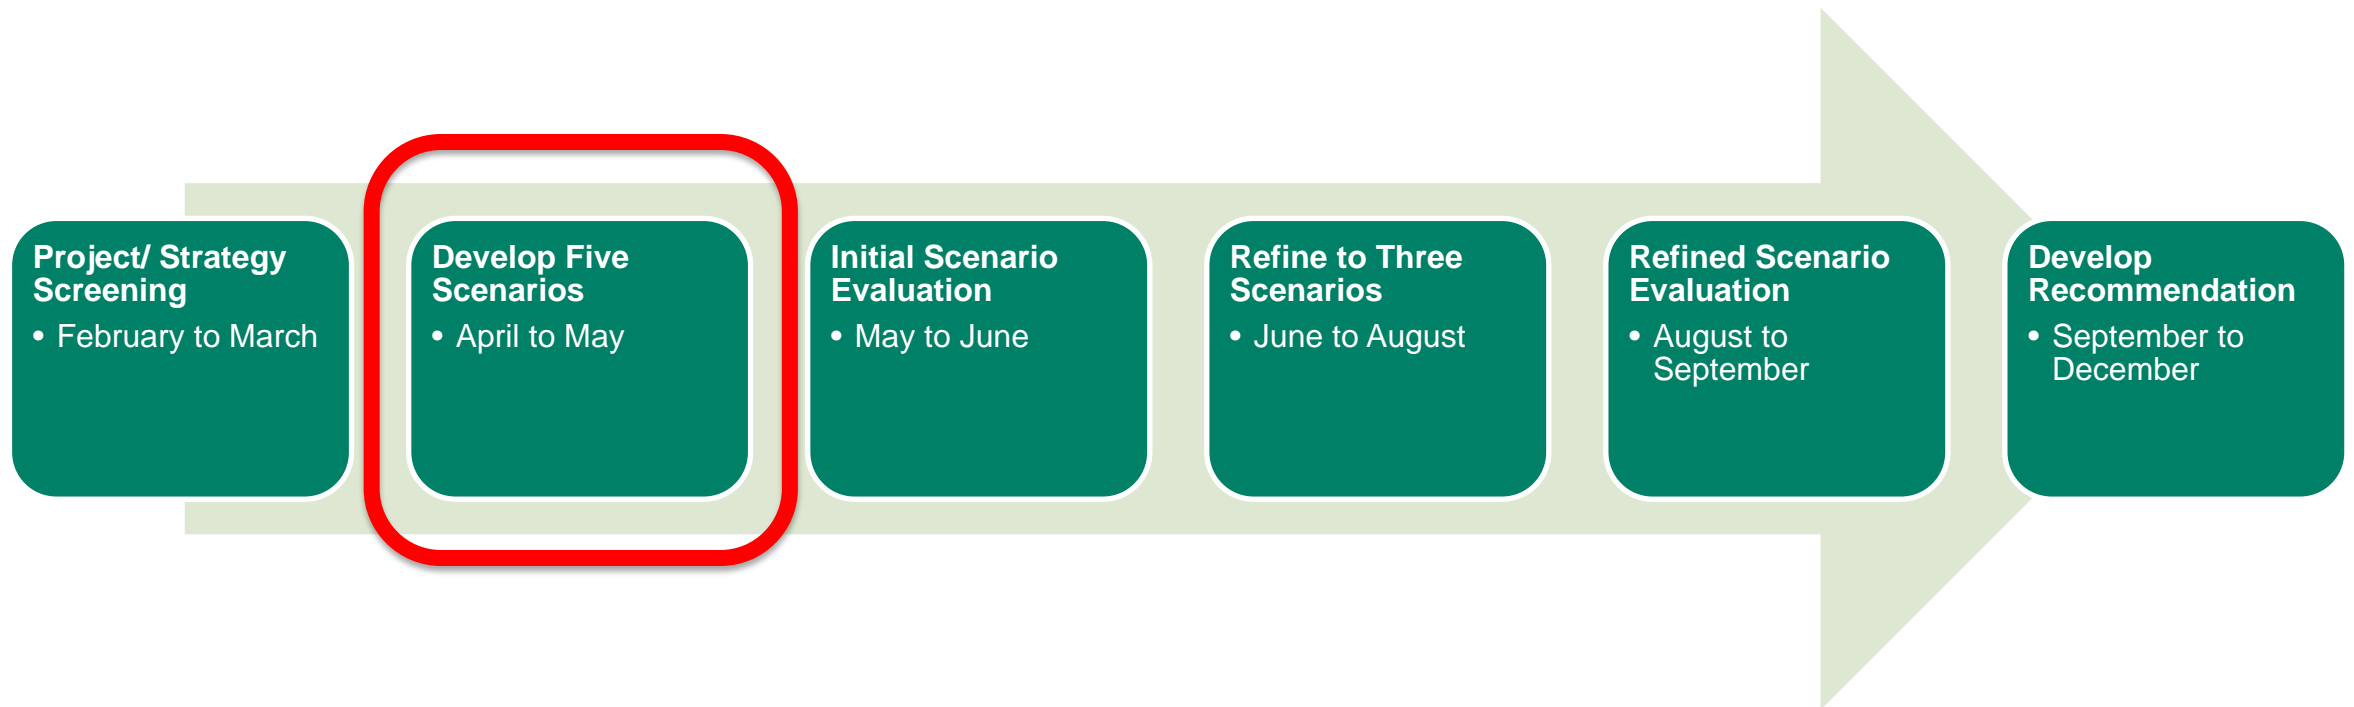 Project/ Strategy
Screening
• February to March
Develop Five
Scenarios
• April to May
Initial Scenario
Evaluation
• May to June
Refine to Three
Scenarios
• June to August
Refined Scenario
Evaluation
• August to
September
Develop
Recommendation
• September to
December